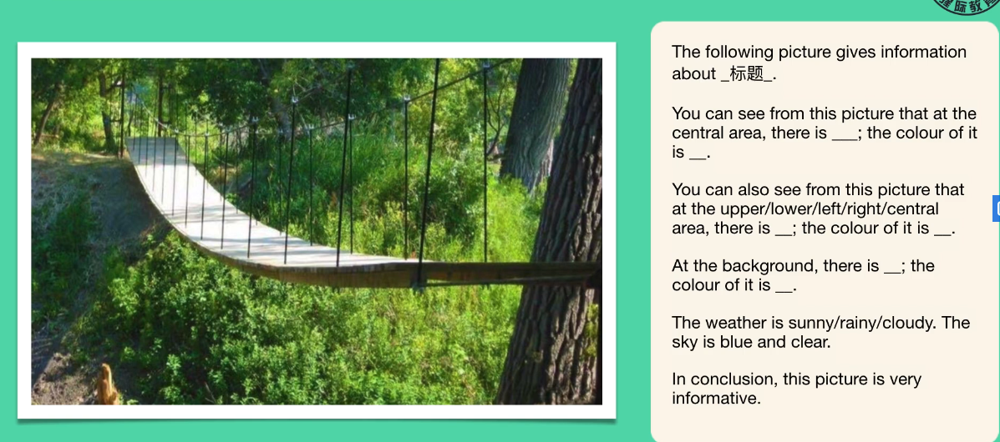 际教育
The following picture gives information
about _标题_.
You can see from this picture that at the
central area, there is ___; the colour of it
is __.
You can also see from this picture that
at the upper/lower/left/right/central
area, there is __; the colour of it is __.
At the background, there is __; the
colour of it is __.
The weather is sunny/rainy/cloudy. The
sky is blue and clear.
In conclusion, this picture is very
informative.